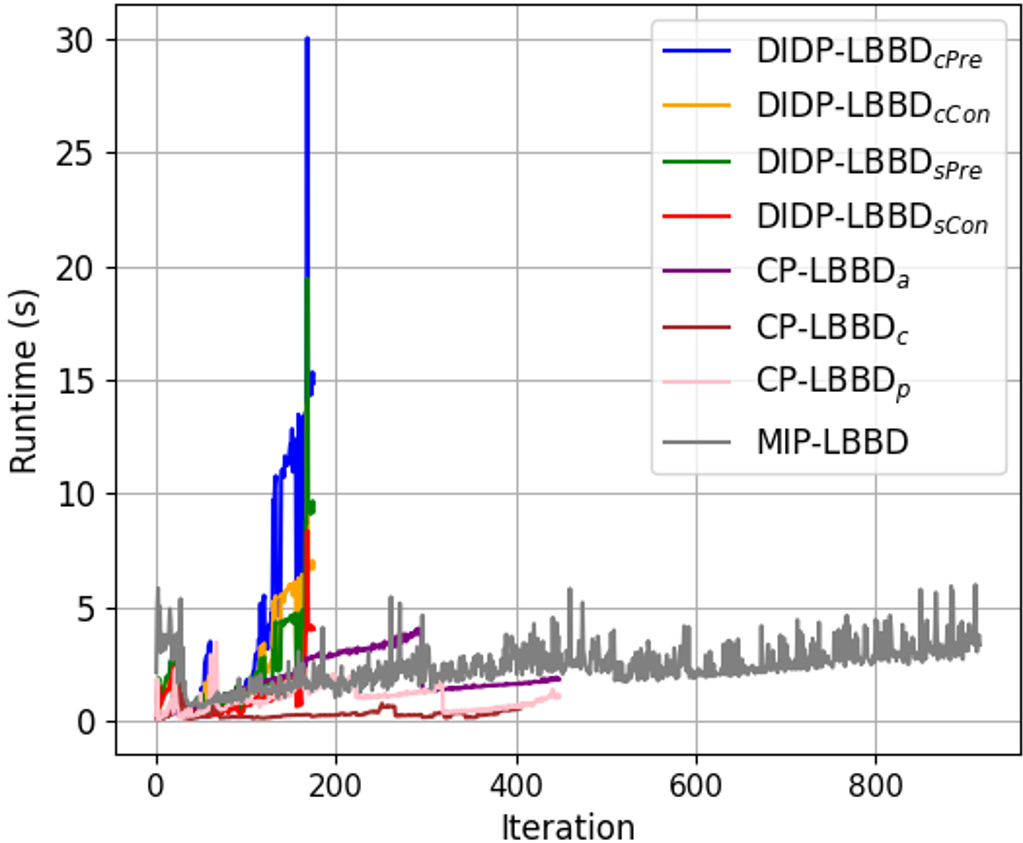 30
25
20
15
10
5
0
Runtime (s)
0 200 400 600 800
Iteration
DIDP-LBBD_cPre
DIDP-LBBD_cCon
DIDP-LBBD_sPre
DIDP-LBBD_sCon
CP-LBBD_a
CP-LBBD_c
CP-LBBD_p
MIP-LBBD